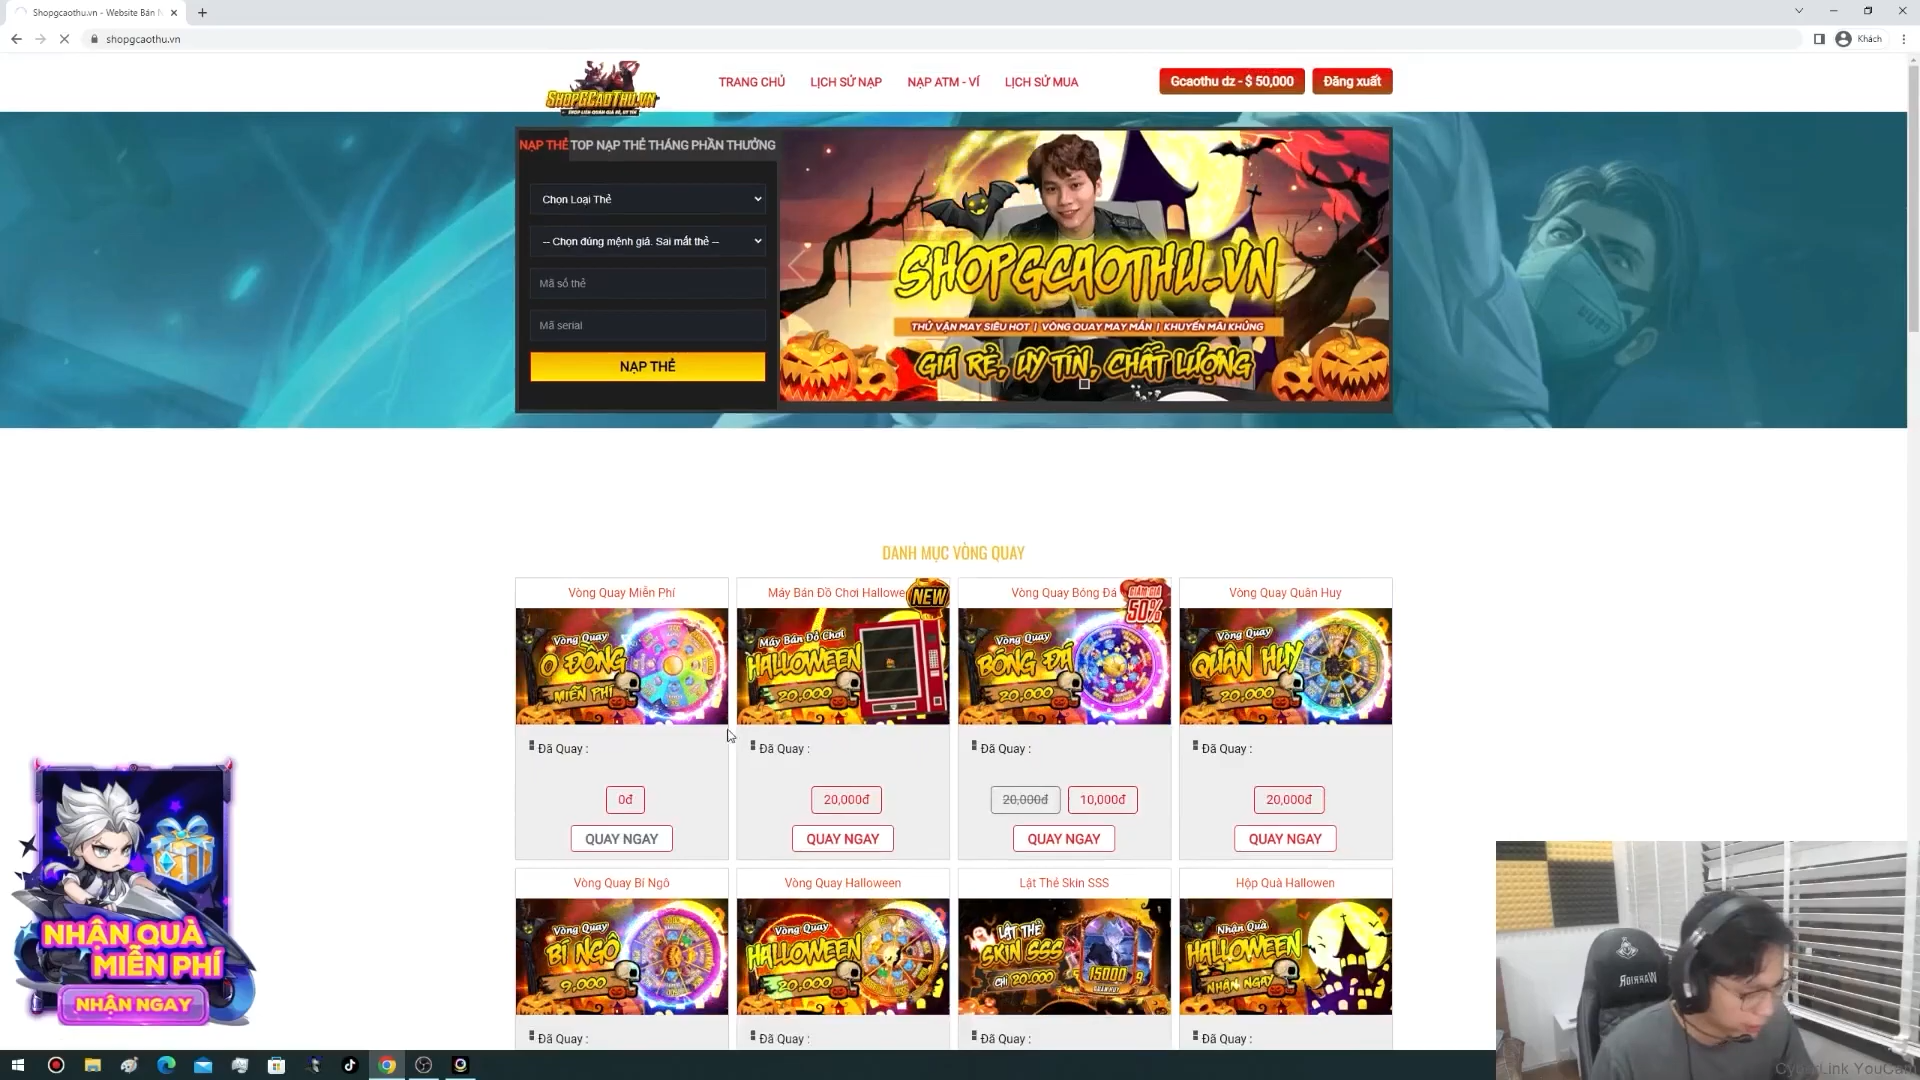 Shopgcaothu.vn - Website Bán
shopgcaothu.vn
Khách
SHOPGCAOTHU.VN
TRANG CHỦ
LỊCH SỬ NẠP
NẠP ATM - VÍ
LỊCH SỬ MUA
Gcaothu dz - $ 50,000
Đăng xuất
NẠP THẺ TOP NẠP THẺ THÁNG PHẦN THƯỞNG
Chọn Loại Thẻ
-- Chọn đúng mệnh giá. Sai mất thẻ --
Mã số thẻ
Mã serial
NẠP THẺ
SHOPGCAOTHU.VN
THỬ VẬN MAY SIÊU HOT | VÒNG QUAY MAY MẮN | KHUYẾN MÃI KHỦNG
GIÁ RẺ, UY TÍN, CHẤT LƯỢNG
DANH MỤC VÒNG QUAY
Vòng Quay Miễn Phí
Máy Bán Đồ Chơi Hallowe
NEW
Vòng Quay Bóng Đá
GIẢM GIÁ
50%
Vòng Quay Quân Huy
Vòng Quay
0 ĐỒNG
MIỄN PHÍ
Máy Bán Đồ Chơi
HALLOWEEN
20,000
Vòng Quay
BÓNG ĐÁ
20,000
Vòng Quay
QUÂN HUY
20,000
Đã Quay :
Đã Quay :
Đã Quay :
Đã Quay :
0đ
20,000đ
20,000đ
10,000đ
20,000đ
QUAY NGAY
QUAY NGAY
QUAY NGAY
QUAY NGAY
Vòng Quay Bí Ngô
Vòng Quay Halloween
Lật Thẻ Skin SSS
Hộp Quà Hallowen
Vòng Quay
BÍ NGÔ
9,000
Vòng Quay
HALLOWEEN
20,000
LẬT THẺ
SKIN SSS
CHỈ 20.000
15000
Nhận Quà
HALLOWEEN
NHẬN NGAY
Đã Quay :
Đã Quay :
Đã Quay :
Đã Quay :
NHẬN QUÀ
MIỄN PHÍ
NHẬN NGAY
WARRIOR
CyberLink YouCam